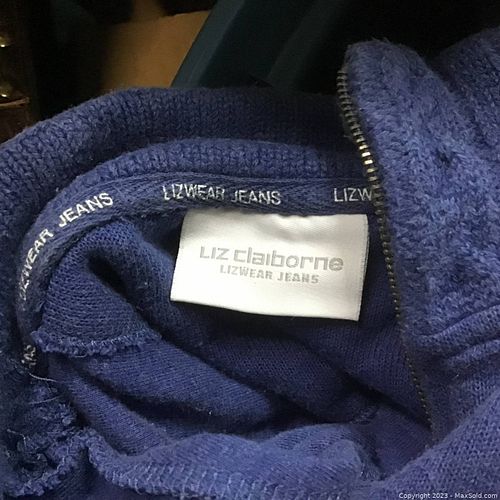 LIZWEAR JEANS
LIZWEAR JEANS
LIZW
Liz claiborne
LIZWEAR JEANS
Copyright 2023 - MaxSold.com